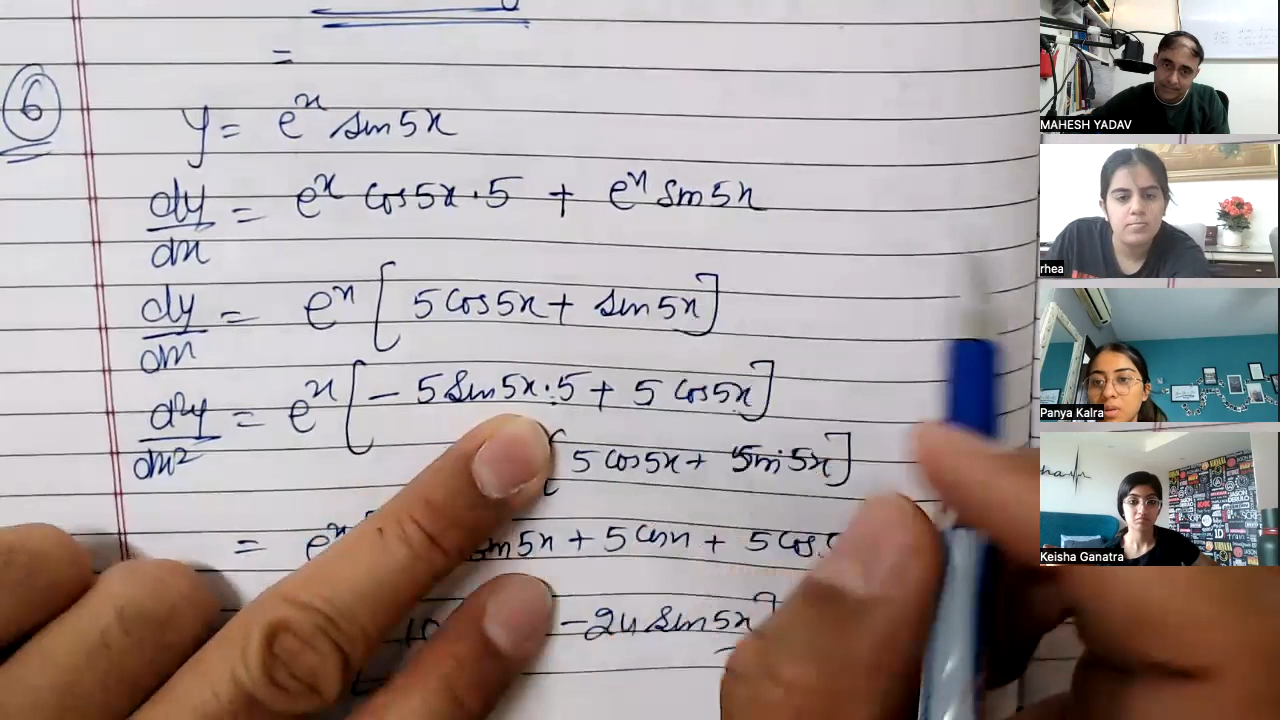 6
=
y = e^x sin5x
dy/dx = e^x cos5x·5 + e^x sin5x
dy/dx = e^x [ 5cos5x + sin5x ]
d²y/dx² = e^x [ -5sin5x·5 + 5cos5x ]
5cos5x + sin5x ]
= e^x sin5x + 5cosx + 5cos
-24sin5x ]
MAHESH YADAV
rhea
Panya Kalra
Keisha Ganatra